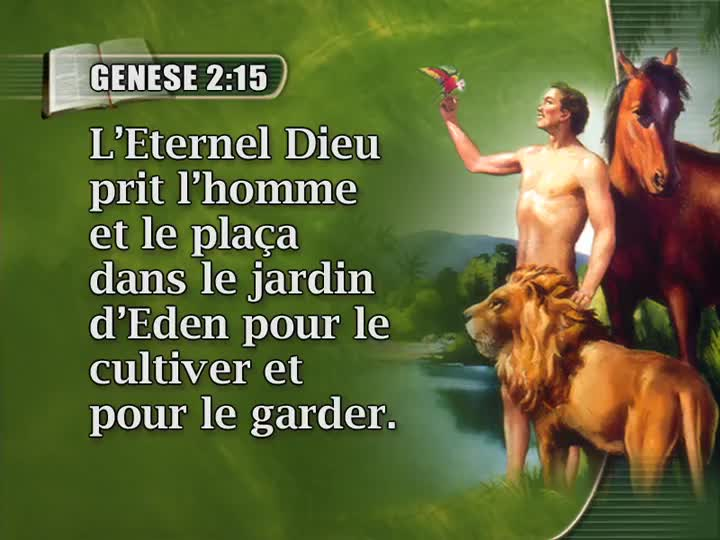 GENESE 2:15
L’Eternel Dieu
prit l’homme
et le plaça
dans le jardin
d’Eden pour le
cultiver et
pour le garder.